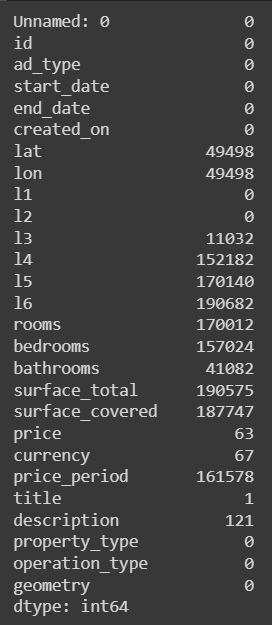 Unnamed: 0 0
id 0
ad_type 0
start_date 0
end_date 0
created_on 0
lat 49498
lon 49498
l1 0
l2 0
l3 11032
l4 152182
l5 170140
l6 190682
rooms 170012
bedrooms 157024
bathrooms 41082
surface_total 190575
surface_covered 187747
price 63
currency 67
price_period 161578
title 1
description 121
property_type 0
operation_type 0
geometry 0
dtype: int64